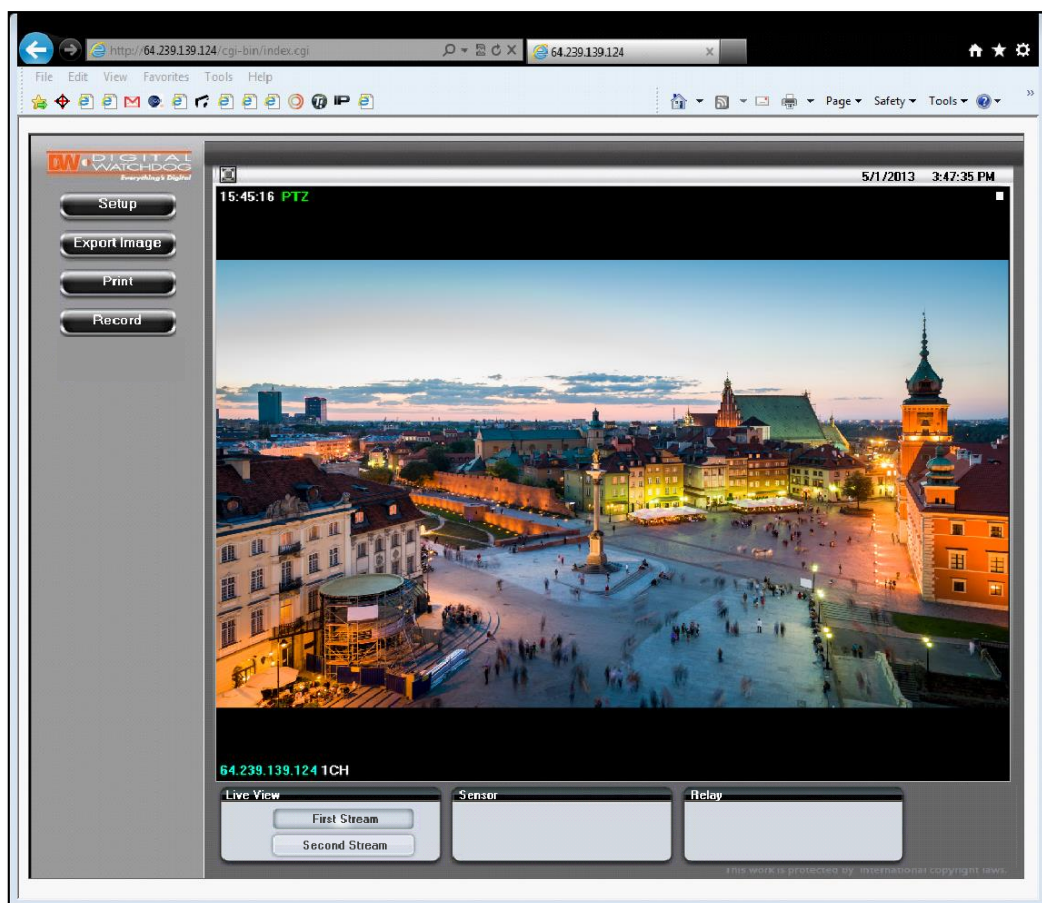 http://64.239.139.124/cgi-bin/index.cgi
64.239.139.124
File Edit View Favorites Tools Help
Page Safety Tools
DW DIGITAL WATCHDOG
Everything's Digital
5/1/2013 3:47:35 PM
Setup
Export Image
Print
Record
15:45:16 PTZ
64.239.139.124 1CH
Live View
First Stream
Second Stream
Sensor
Relay
This work is protected by international copyright laws.